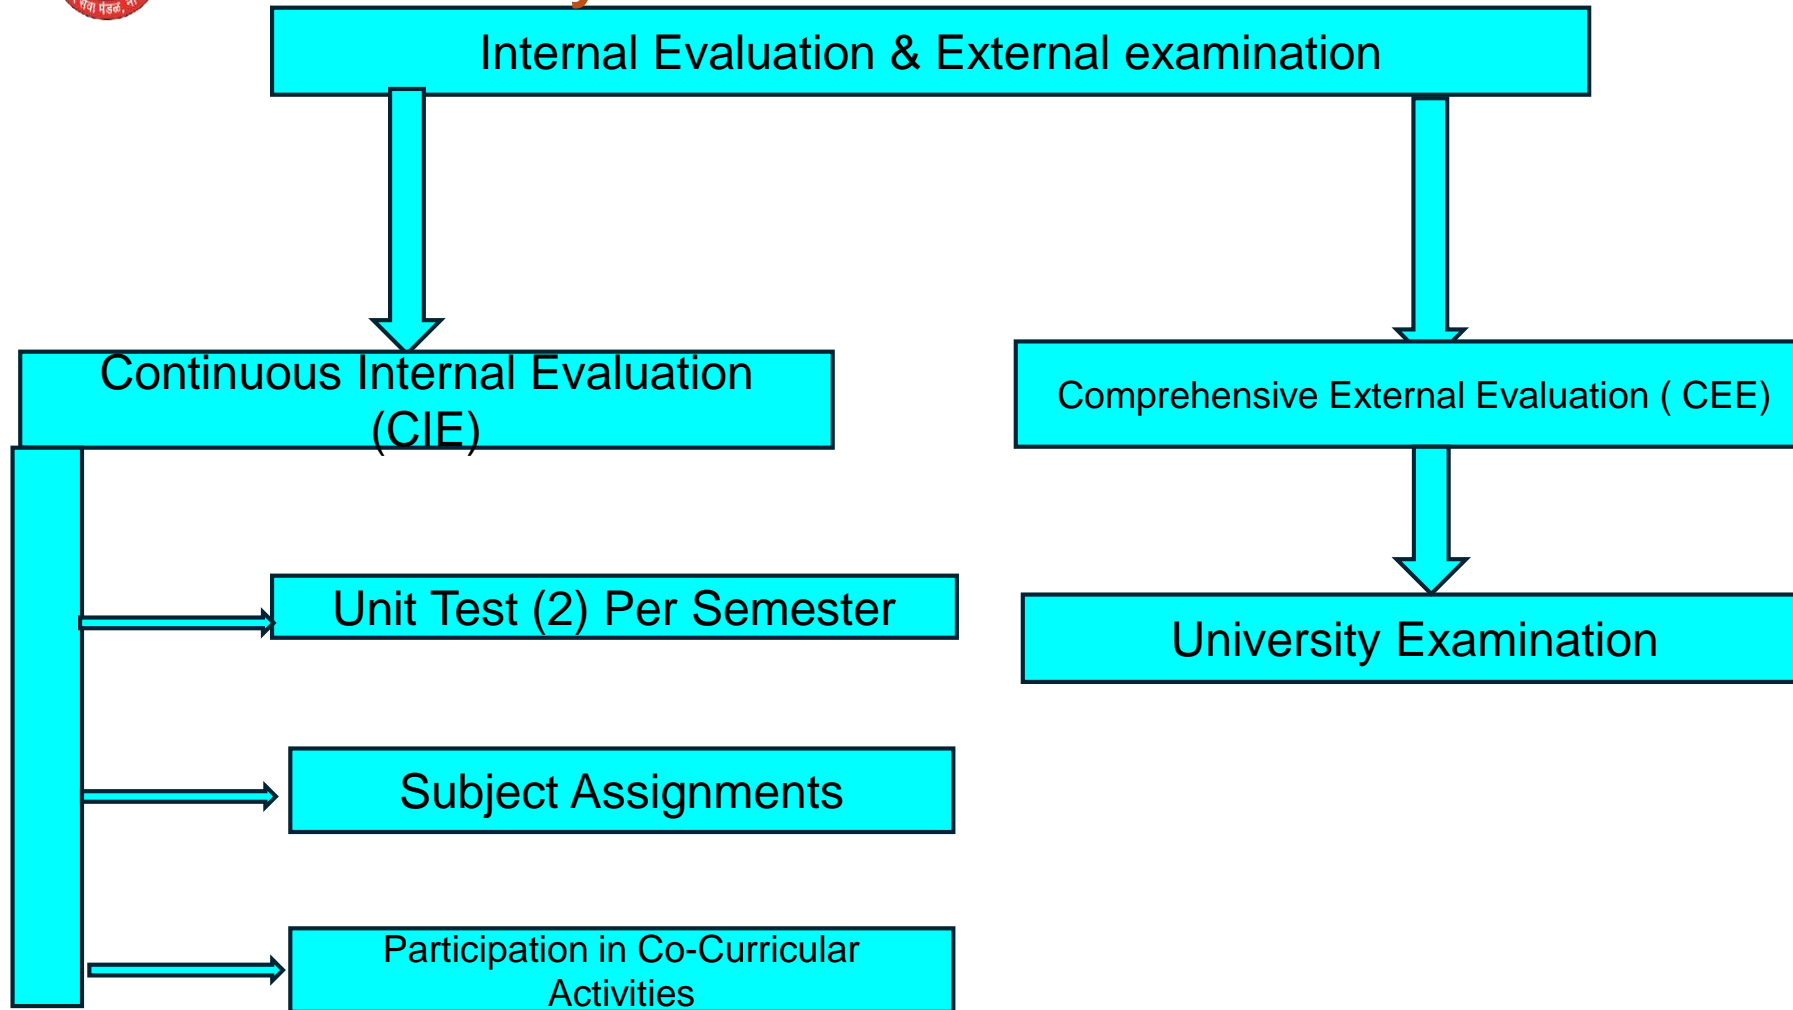 सेवा मंडळ,
Internal Evaluation & External examination
Continuous Internal Evaluation
(CIE)
Comprehensive External Evaluation ( CEE)
Unit Test (2) Per Semester
University Examination
Subject Assignments
Participation in Co-Curricular
Activities